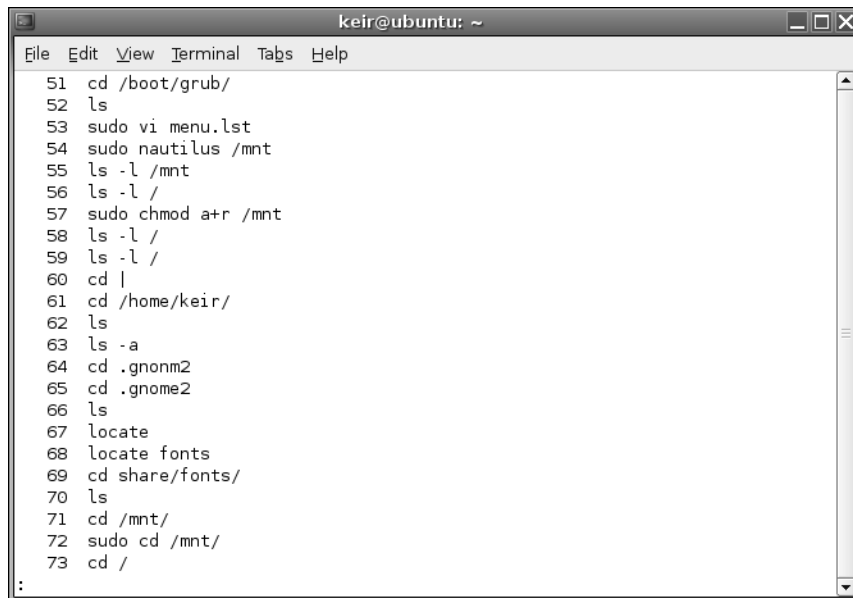 keir@ubuntu: ~
File Edit View Terminal Tabs Help
51 cd /boot/grub/
52 ls
53 sudo vi menu.lst
54 sudo nautilus /mnt
55 ls -l /mnt
56 ls -l /
57 sudo chmod a+r /mnt
58 ls -l /
59 ls -l /
60 cd |
61 cd /home/keir/
62 ls
63 ls -a
64 cd .gnonm2
65 cd .gnome2
66 ls
67 locate
68 locate fonts
69 cd share/fonts/
70 ls
71 cd /mnt/
72 sudo cd /mnt/
73 cd /
: